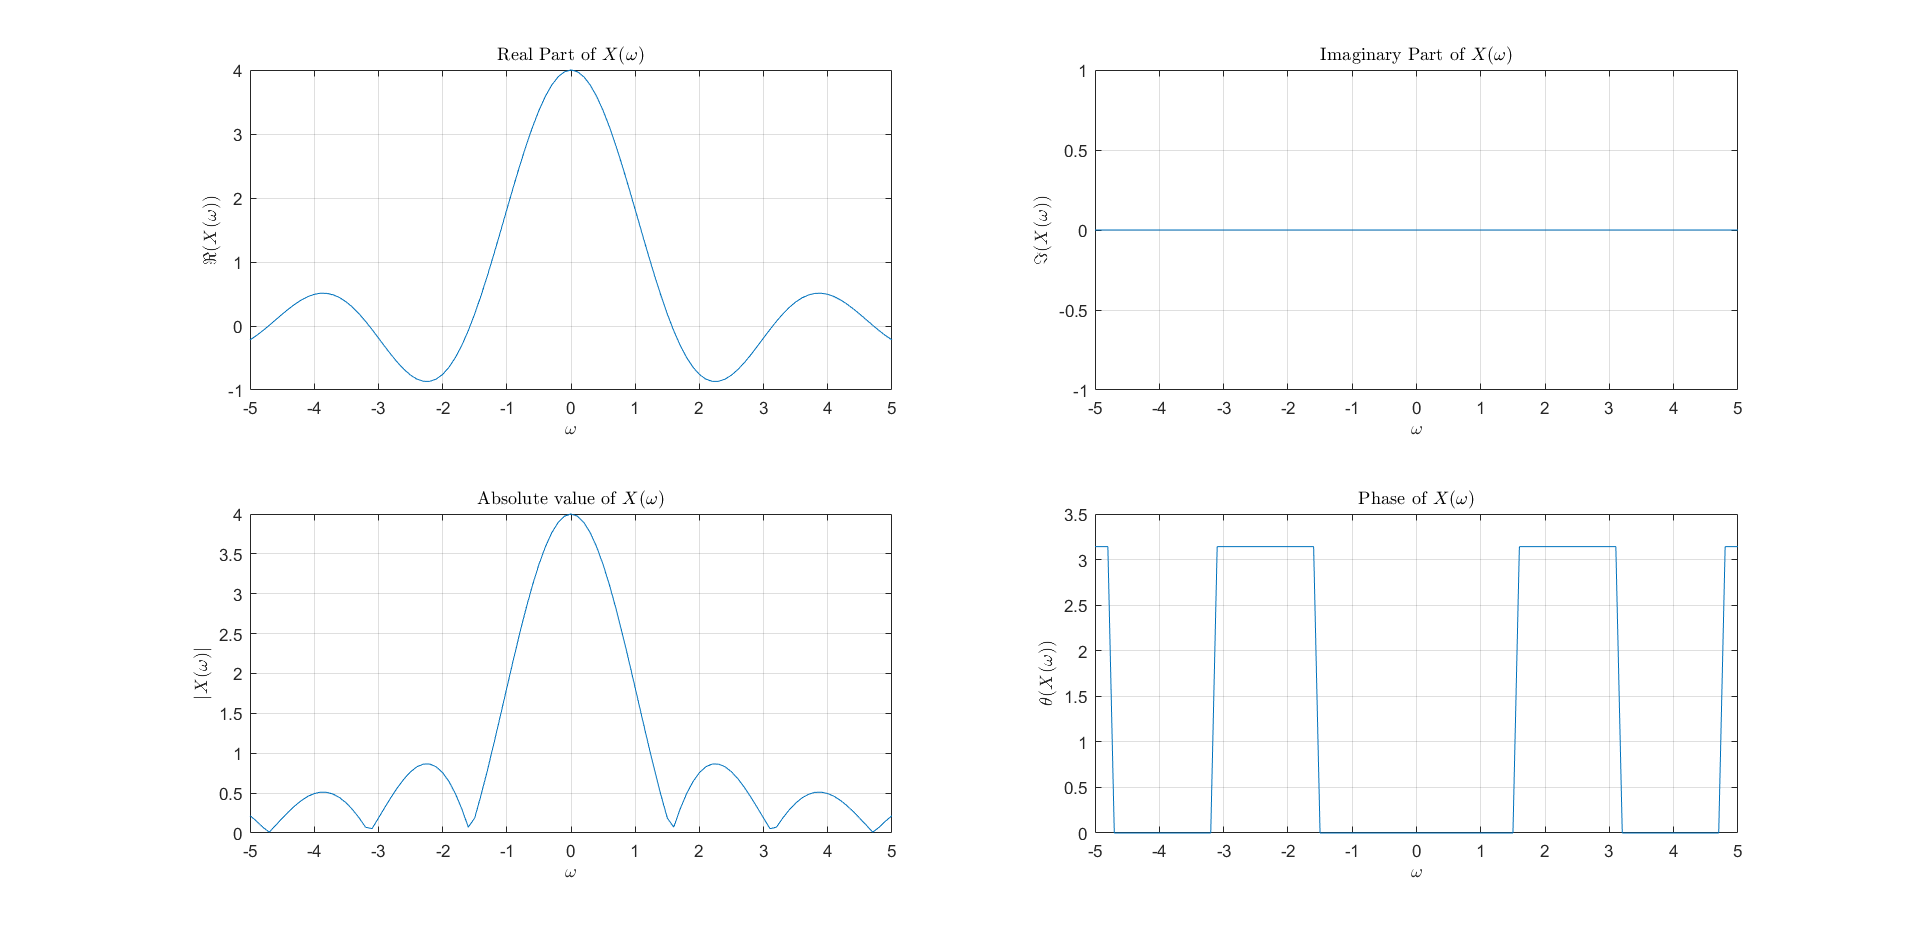 Real Part of X(ω)
4
3
2
1
0
-1
ℜ(X(ω))
-5 -4 -3 -2 -1 0 1 2 3 4 5
ω
Imaginary Part of X(ω)
1
0.5
0
-0.5
-1
ℑ(X(ω))
-5 -4 -3 -2 -1 0 1 2 3 4 5
ω
Absolute value of X(ω)
4
3.5
3
2.5
2
1.5
1
0.5
0
|X(ω)|
-5 -4 -3 -2 -1 0 1 2 3 4 5
ω
Phase of X(ω)
3.5
3
2.5
2
1.5
1
0.5
0
θ(X(ω))
-5 -4 -3 -2 -1 0 1 2 3 4 5
ω